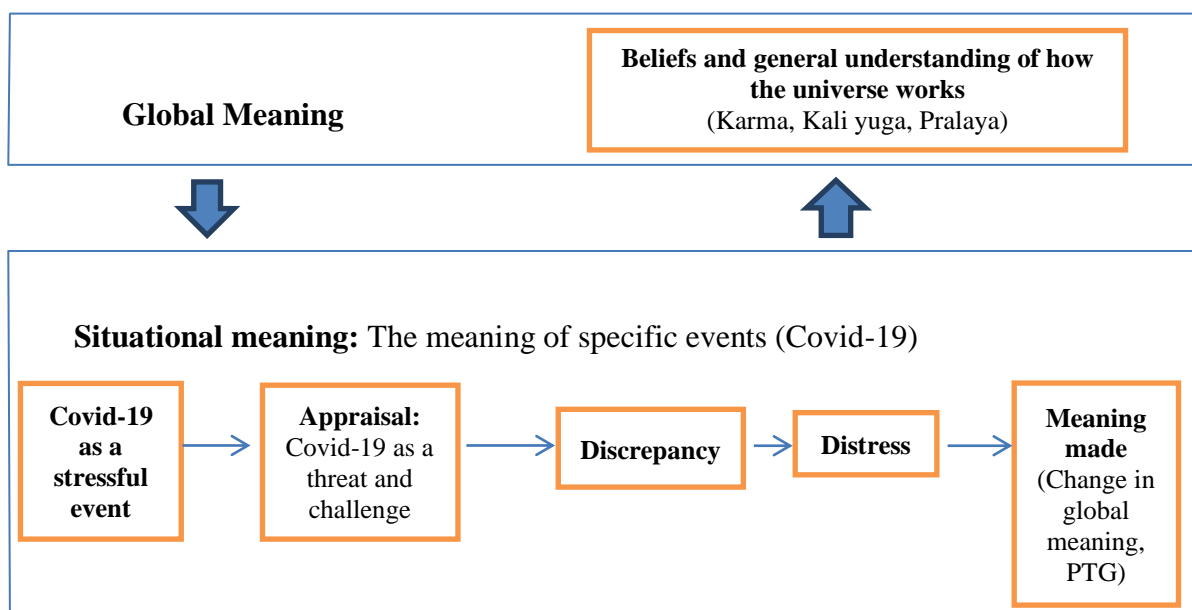 Beliefs and general understanding of how
the universe works
(Karma, Kali yuga, Pralaya)
Global Meaning
Situational meaning: The meaning of specific events (Covid-19)
Covid-19
as a
stressful
event
Appraisal:
Covid-19 as a
threat and
challenge
Discrepancy
Distress
Meaning
made
(Change in
global
meaning,
PTG)